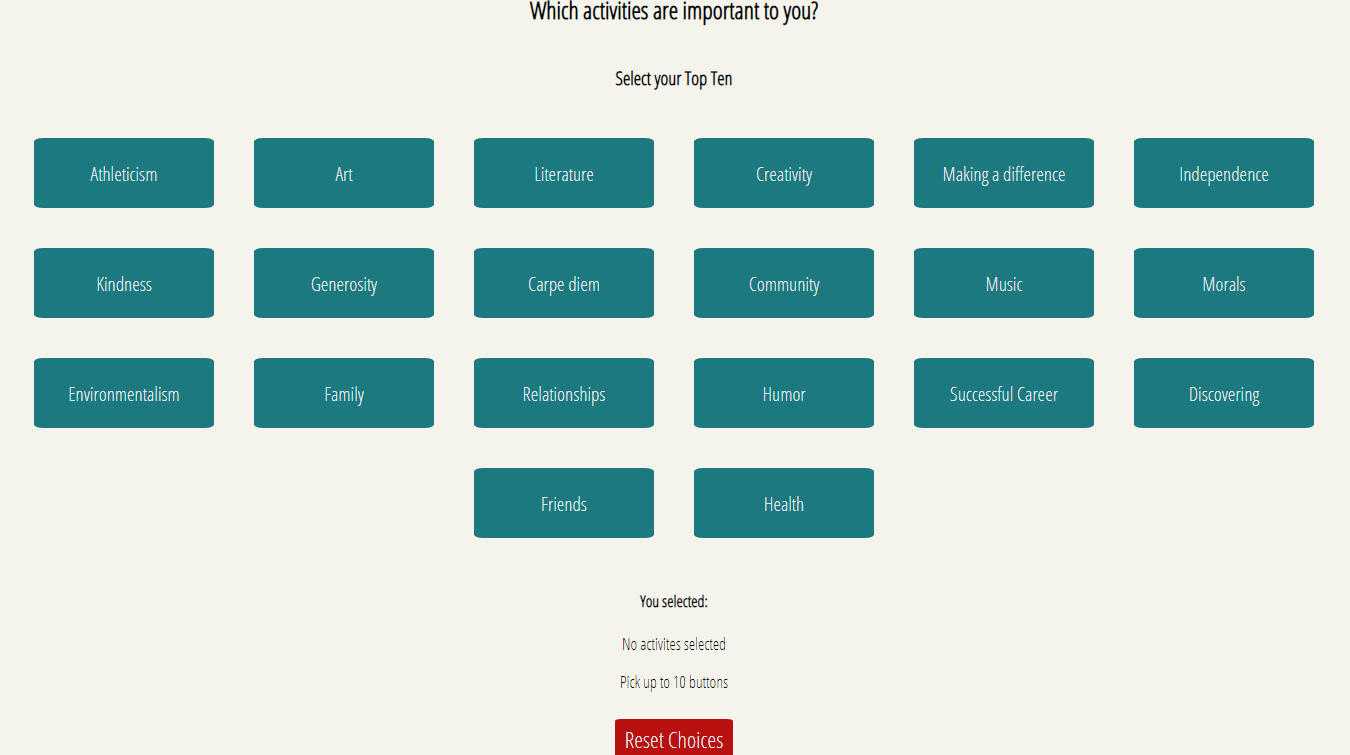 Which activities are important to you?
Select your Top Ten
Athleticism Art Literature Creativity Making a difference Independence
Kindness Generosity Carpe diem Community Music Morals
Environmentalism Family Relationships Humor Successful Career Discovering
Friends Health
You selected:
No activites selected
Pick up to 10 buttons
Reset Choices